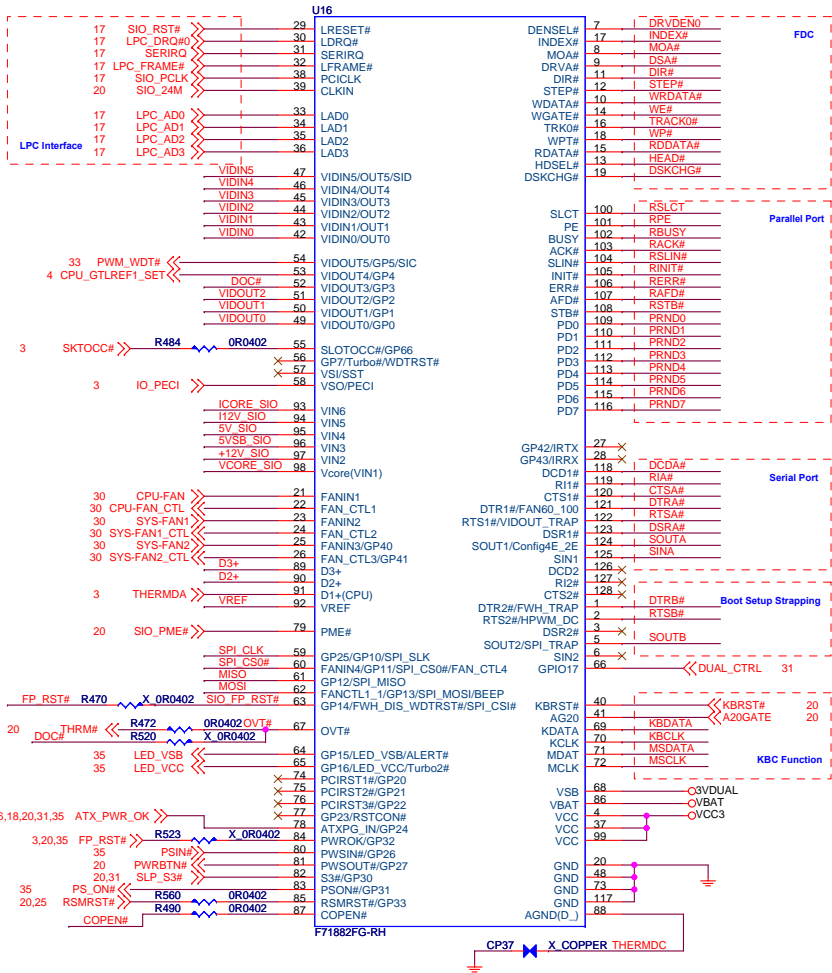 U16
17 SIO_RST# 29 LRESET# DENSEL# 7 DRVDEN0
17 LPC_DRQ#0 30 LDRQ# INDEX# 17 INDEX#
17 SERIRQ 31 SERIRQ MOA# 8 MOA#
17 LPC_FRAME# 32 LFRAME# DRVA# 9 DSA#
17 SIO_PCLK 38 PCICLK DIR# 11 DIR#
20 SIO_24M 39 CLKIN STEP# 12 STEP#
WDATA# 10 WRDATA#
17 LPC_AD0 33 LAD0 WGATE# 14 WE#
17 LPC_AD1 34 LAD1 TRK0# 16 TRACK0#
17 LPC_AD2 35 LAD2 WPT# 18 WP#
17 LPC_AD3 36 LAD3 RDATA# 15 RDDATA#
HDSEL# 13 HEAD#
DSKCHG# 19 DSKCHG#
FDC
LPC Interface
VIDIN5 47 VIDIN5/OUT5/SID
VIDIN4 46 VIDIN4/OUT4
VIDIN3 45 VIDIN3/OUT3
VIDIN2 44 VIDIN2/OUT2
VIDIN1 43 VIDIN1/OUT1
VIDIN0 42 VIDIN0/OUT0
SLCT 100 RSLCT
PE 101 RPE
BUSY 102 RBUSY
ACK# 103 RACK#
SLIN# 104 RSLIN#
INIT# 105 RINIT#
ERR# 106 RERR#
AFD# 107 RAFD#
STB# 108 RSTB#
PD0 109 PRND0
PD1 110 PRND1
PD2 111 PRND2
PD3 112 PRND3
PD4 113 PRND4
PD5 114 PRND5
PD6 115 PRND6
PD7 116 PRND7
Parallel Port
33 PWM_WDT# 54 VIDOUT5/GP5/SIC
4 CPU_GTLREF1_SET 53 VIDOUT4/GP4
DOC# 52 VIDOUT3/GP3
VIDOUT2 51 VIDOUT2/GP2
VIDOUT1 50 VIDOUT1/GP1
VIDOUT0 49 VIDOUT0/GP0
3 SKTOCC# R484 0R0402 55 SLOTOCC#/GP66
56 GP7/Turbo#/WDTRST#
57 VSI/SST
3 IO_PECI 58 VSO/PECI
ICORE_SIO 93 VIN6
I12V_SIO 94 VIN5
5V_SIO 95 VIN4
5VSB_SIO 96 VIN3
+12V_SIO 97 VIN2
VCORE_SIO 98 Vcore(VIN1)
GP42/IRTX 27
GP43/IRRX 28
DCD1# 118 DCDA#
RI1# 119 RIA#
CTS1# 120 CTSA#
DTR1#/FAN60_100 121 DTRA#
RTS1#/VIDOUT_TRAP 122 RTSA#
DSR1# 123 DSRA#
SOUT1/Config4E_2E 124 SOUTA
SIN1 125 SINA
DCD2 126
RI2# 127
CTS2# 128
Serial Port
30 CPU-FAN 21 FANIN1
30 CPU-FAN_CTL 22 FAN_CTL1
30 SYS-FAN1 23 FANIN2
30 SYS-FAN1_CTL 24 FAN_CTL2
30 SYS-FAN2 25 FANIN3/GP40
30 SYS-FAN2_CTL 26 FAN_CTL3/GP41
D3+ 89 D3+
D2+ 90 D2+
3 THERMDA 91 D1+(CPU)
VREF 92 VREF
DTR2#/FWH_TRAP 1 DTRB#
RTS2#/HPWM_DC 2 RTSB#
DSR2# 3
SOUT2/SPI_TRAP 5 SOUTB
SIN2 6
GPIO17 66 DUAL_CTRL 31
Boot Setup Strapping
20 SIO_PME# 79 PME#
SPI_CLK 59 GP25/GP10/SPI_SLK
SPI_CS0# 60 FANIN4/GP11/SPI_CS0#/FAN_CTL4
MISO 61 GP12/SPI_MISO
MOSI 62 FANCTL1_1/GP13/SPI_MOSI/BEEP
FP_RST# R470 X_0R0402 SIO_FP_RST# 63 GP14/FWH_DIS_WDTRST#/SPI_CSI#
20 THRM# R472 0R0402 OVT# 67 OVT#
DOC# R520 X_0R0402
35 LED_VSB 64 GP15/LED_VSB/ALERT#
35 LED_VCC 65 GP16/LED_VCC/Turbo2#
74 PCIRST1#/GP20
75 PCIRST2#/GP21
76 PCIRST3#/GP22
77 GP23/RSTCON#
6,18,20,31,35 ATX_PWR_OK 78 ATXPG_IN/GP24
3,20,35 FP_RST# R523 X_0R0402 84 PWROK/GP32
35 PSIN# 80 PWSIN#/GP26
20 PWRBTN# 81 PWSOUT#/GP27
20,31 SLP_S3# 82 S3#/GP30
35 PS_ON# 83 PSON#/GP31
20,25 RSMRST# R560 0R0402 85 RSMRST#/GP33
COPEN# R490 0R0402 87 COPEN#
KBRST# 40 KBRST# 20
AG20 41 A20GATE 20
KDATA 69 KBDATA
KCLK 70 KBCLK
MDAT 71 MSDATA
MCLK 72 MSCLK
KBC Function
VSB 68 3VDUAL
VBAT 86 VBAT
VCC 4 VCC3
VCC 37
VCC 99
GND 20
GND 48
GND 73
GND 117
AGND(D_) 88
F71882FG-RH
CP37 X_COPPER THERMDC